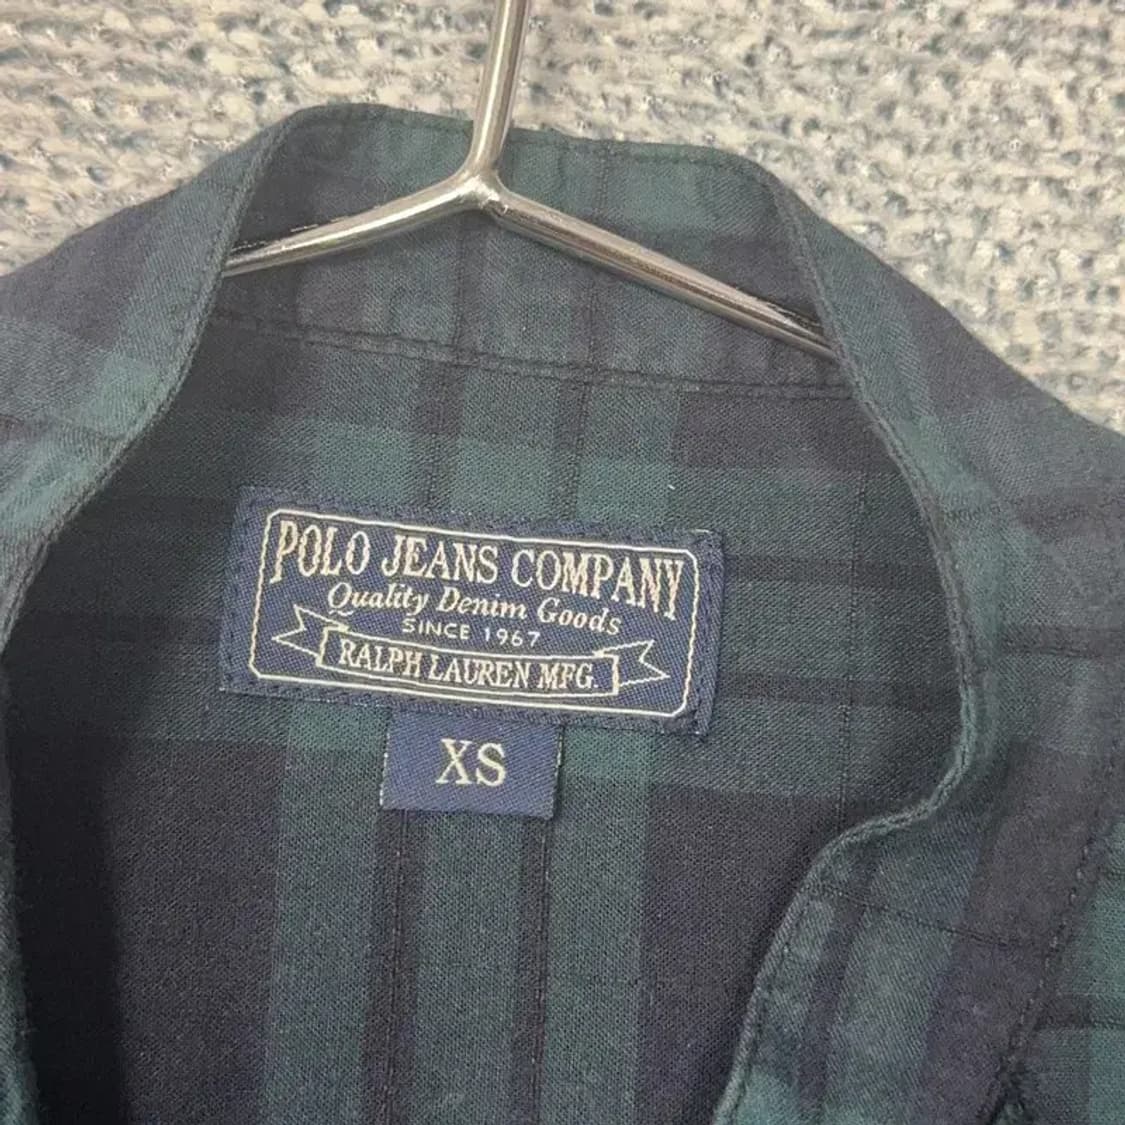 POLO JEANS COMPANY
Quality Denim Goods
SINCE 1967
RALPH LAUREN MFG.
XS